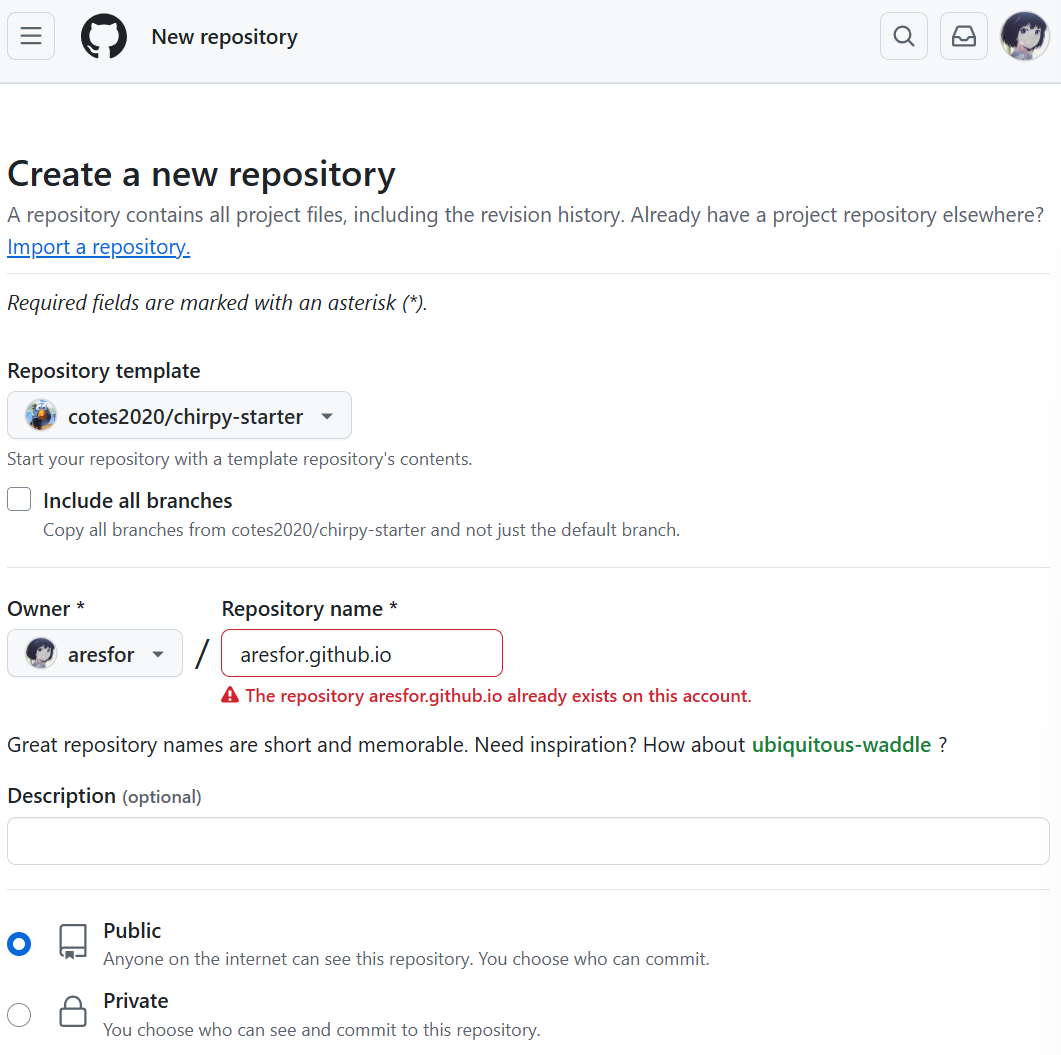 New repository
Create a new repository
A repository contains all project files, including the revision history. Already have a project repository elsewhere?
Import a repository.
Required fields are marked with an asterisk (*).
Repository template
cotes2020/chirpy-starter
Start your repository with a template repository's contents.
Include all branches
Copy all branches from cotes2020/chirpy-starter and not just the default branch.
Owner * Repository name *
aresfor / aresfor.github.io
The repository aresfor.github.io already exists on this account.
Great repository names are short and memorable. Need inspiration? How about ubiquitous-waddle ?
Description (optional)
Public
Anyone on the internet can see this repository. You choose who can commit.
Private
You choose who can see and commit to this repository.